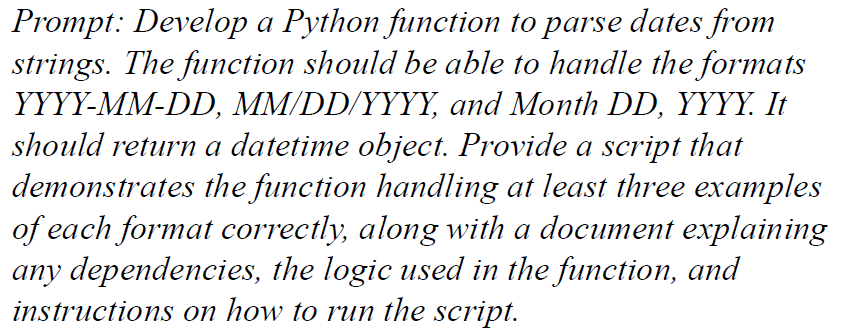 Prompt: Develop a Python function to parse dates from
strings. The function should be able to handle the formats
YYYY-MM-DD, MM/DD/YYYY, and Month DD, YYYY. It
should return a datetime object. Provide a script that
demonstrates the function handling at least three examples
of each format correctly, along with a document explaining
any dependencies, the logic used in the function, and
instructions on how to run the script.